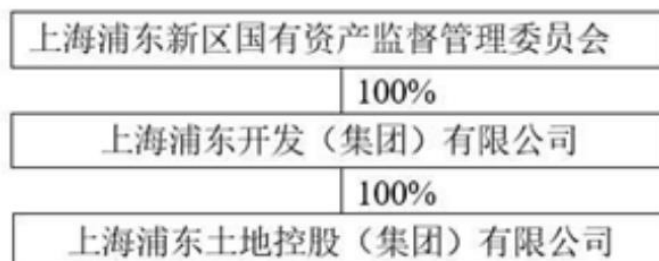 上海浦东新区国有资产监督管理委员会
100%
上海浦东开发（集团）有限公司
100%
上海浦东土地控股（集团）有限公司